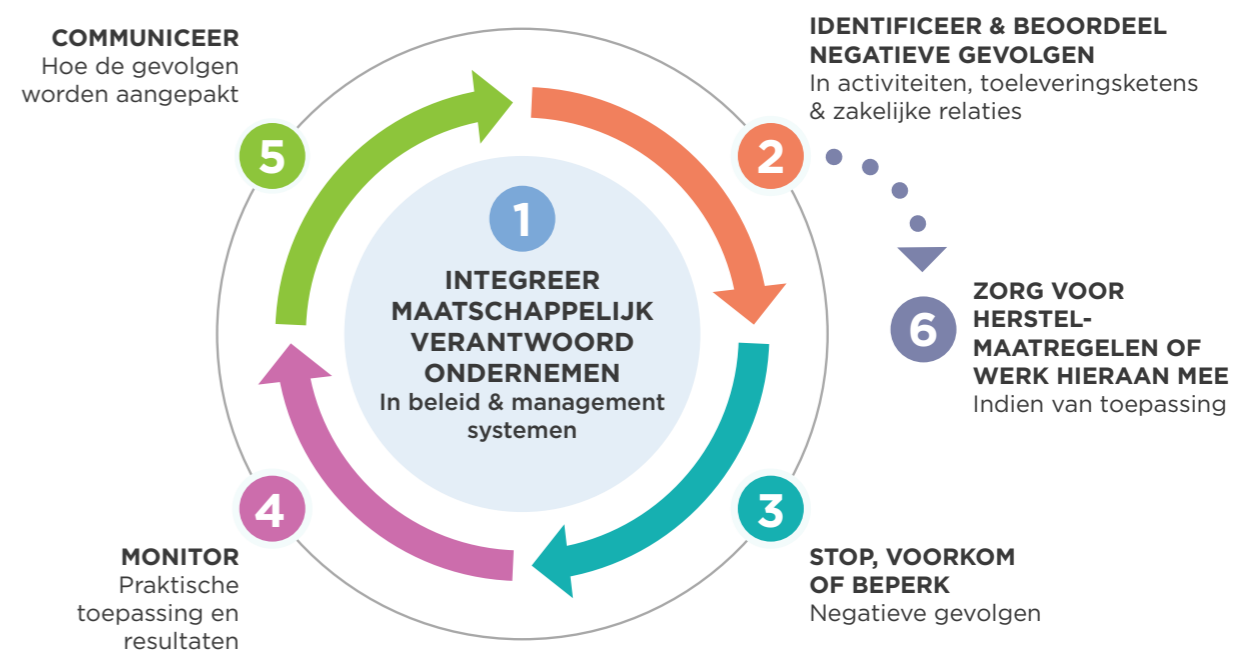 1
INTEGREER
MAATSCHAPPELIJK
VERANTWOORD
ONDERNEMEN
In beleid & management
systemen
2
IDENTIFICEER & BEOORDEEL
NEGATIEVE GEVOLGEN
In activiteiten, toeleveringsketens
& zakelijke relaties
3
STOP, VOORKOM
OF BEPERK
Negatieve gevolgen
4
MONITOR
Praktische
toepassing en
resultaten
5
COMMUNICEER
Hoe de gevolgen
worden aangepakt
6
ZORG VOOR
HERSTEL-
MAATREGELEN OF
WERK HIERAAN MEE
Indien van toepassing